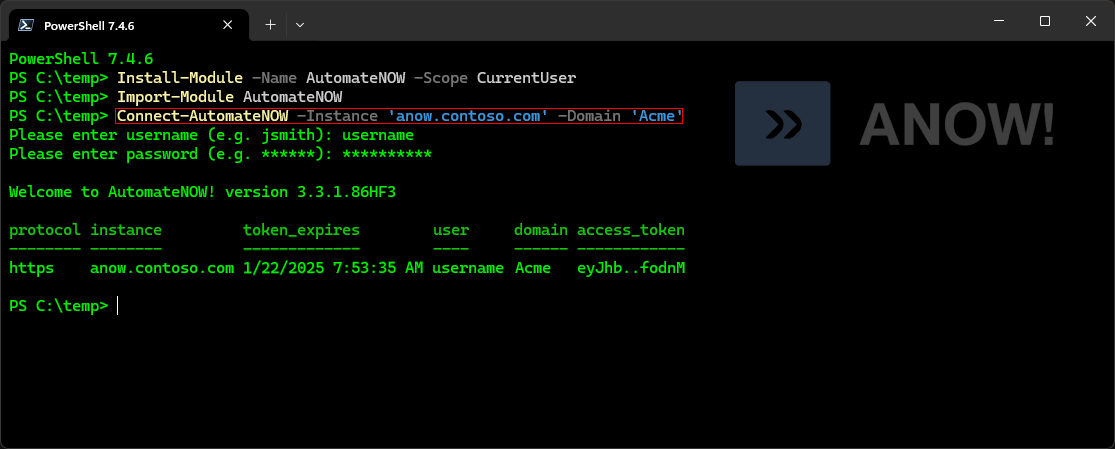 PowerShell 7.4.6
PowerShell 7.4.6
PS C:\temp> Install-Module -Name AutomateNOW -Scope CurrentUser
PS C:\temp> Import-Module AutomateNOW
PS C:\temp> Connect-AutomateNOW -Instance 'anow.contoso.com' -Domain 'Acme'
Please enter username (e.g. jsmith): username
Please enter password (e.g. ******): **********
Welcome to AutomateNOW! version 3.3.1.86HF3
protocol instance token_expires user domain access_token
-------- -------- ------------- ---- ------ ------------
https anow.contoso.com 1/22/2025 7:53:35 AM username Acme eyJhb..fodnM
PS C:\temp>
ANOW!